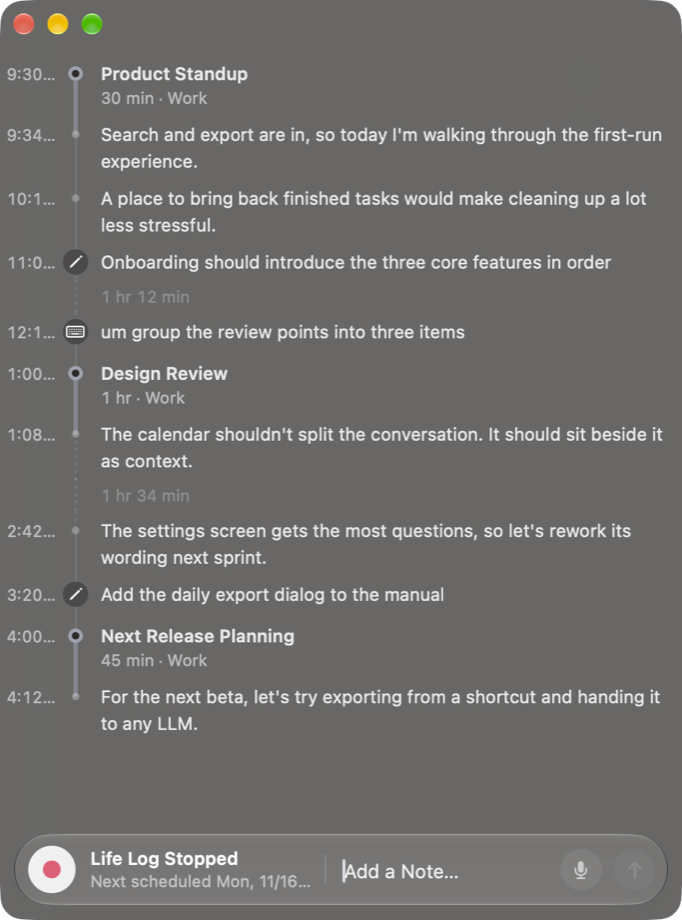 9:30…
Product Standup
30 min · Work
9:34…
Search and export are in, so today I'm walking through the first-run
experience.
10:1…
A place to bring back finished tasks would make cleaning up a lot
less stressful.
11:0…
Onboarding should introduce the three core features in order
1 hr 12 min
12:1…
um group the review points into three items
1:00…
Design Review
1 hr · Work
1:08…
The calendar shouldn't split the conversation. It should sit beside it
as context.
1 hr 34 min
2:42…
The settings screen gets the most questions, so let's rework its
wording next sprint.
3:20…
Add the daily export dialog to the manual
4:00…
Next Release Planning
45 min · Work
4:12…
For the next beta, let's try exporting from a shortcut and handing it
to any LLM.
Life Log Stopped
Next scheduled Mon, 11/16…
Add a Note…